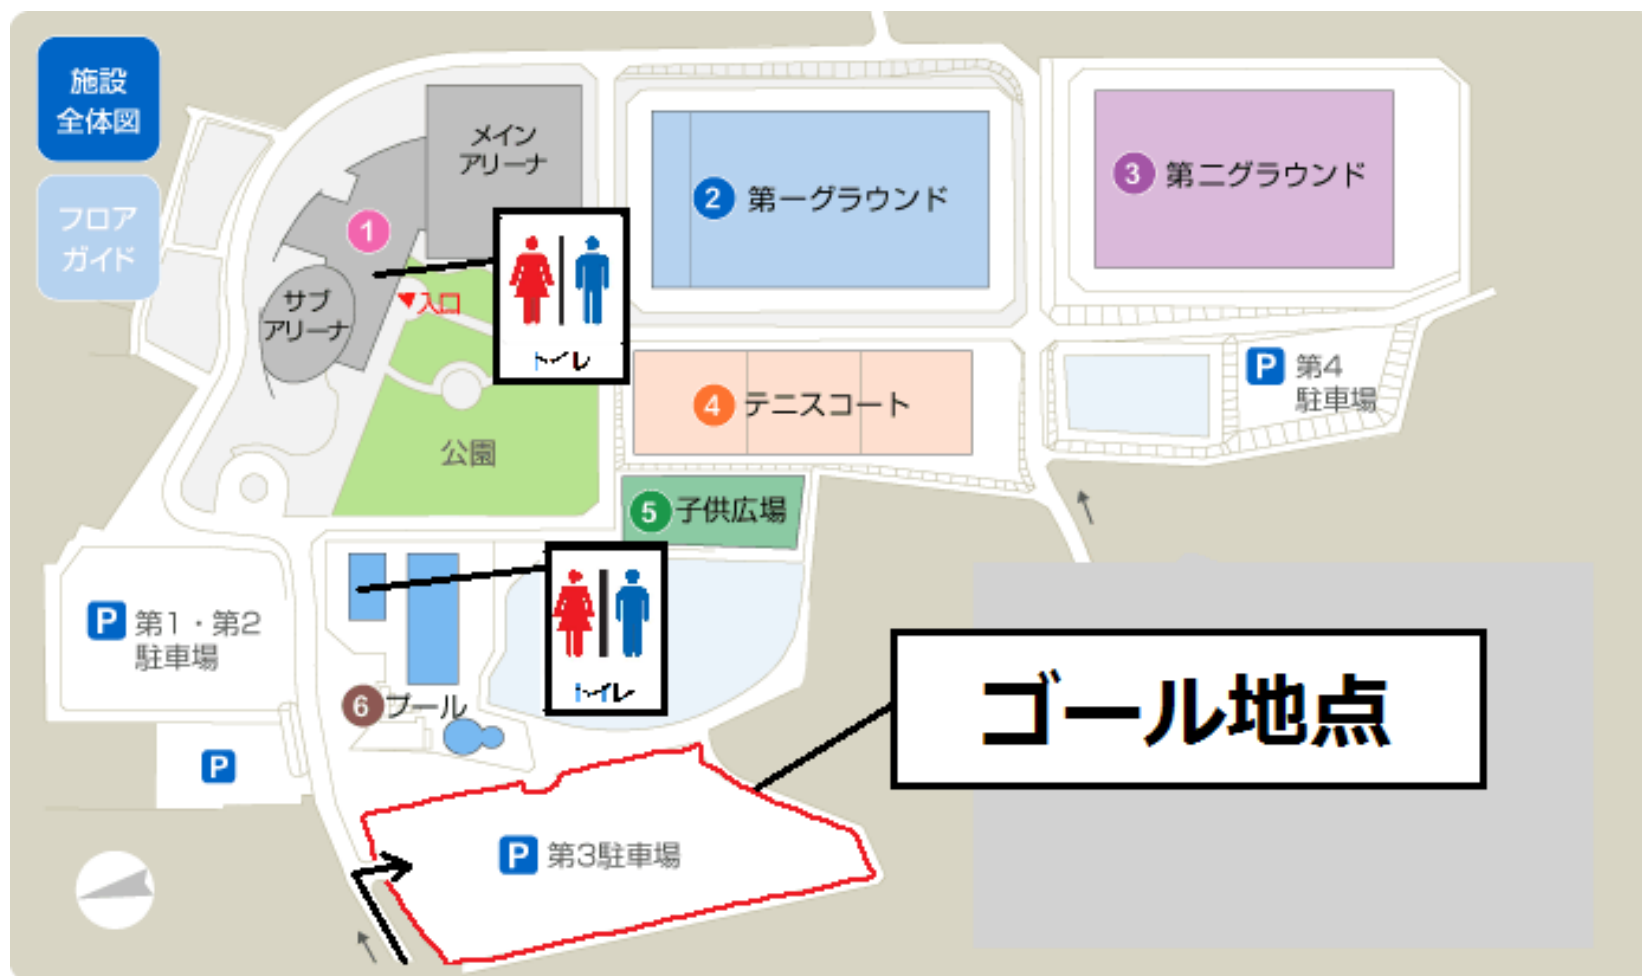 施設
全体図
フロア
ガイド
メイン
アリーナ
1
サブ
アリーナ
入口
トイレ
2 第一グラウンド
3 第二グラウンド
4 テニスコート
P 第4
駐車場
公園
5 子供広場
P 第1・第2
駐車場
トイレ
6 プール
P
ゴール地点
P 第3駐車場